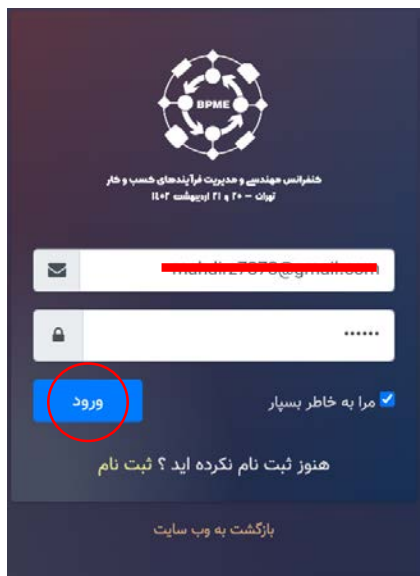 BPME
کنفرانس مهندسی و مدیریت فرآیندهای کسب و کار
تهران – ۲۰ و ۲۱ اردیبهشت ۱۴۰۲
••••••
مرا به خاطر بسپار
ورود
هنوز ثبت نام نکرده اید ؟ ثبت نام
بازگشت به وب سایت